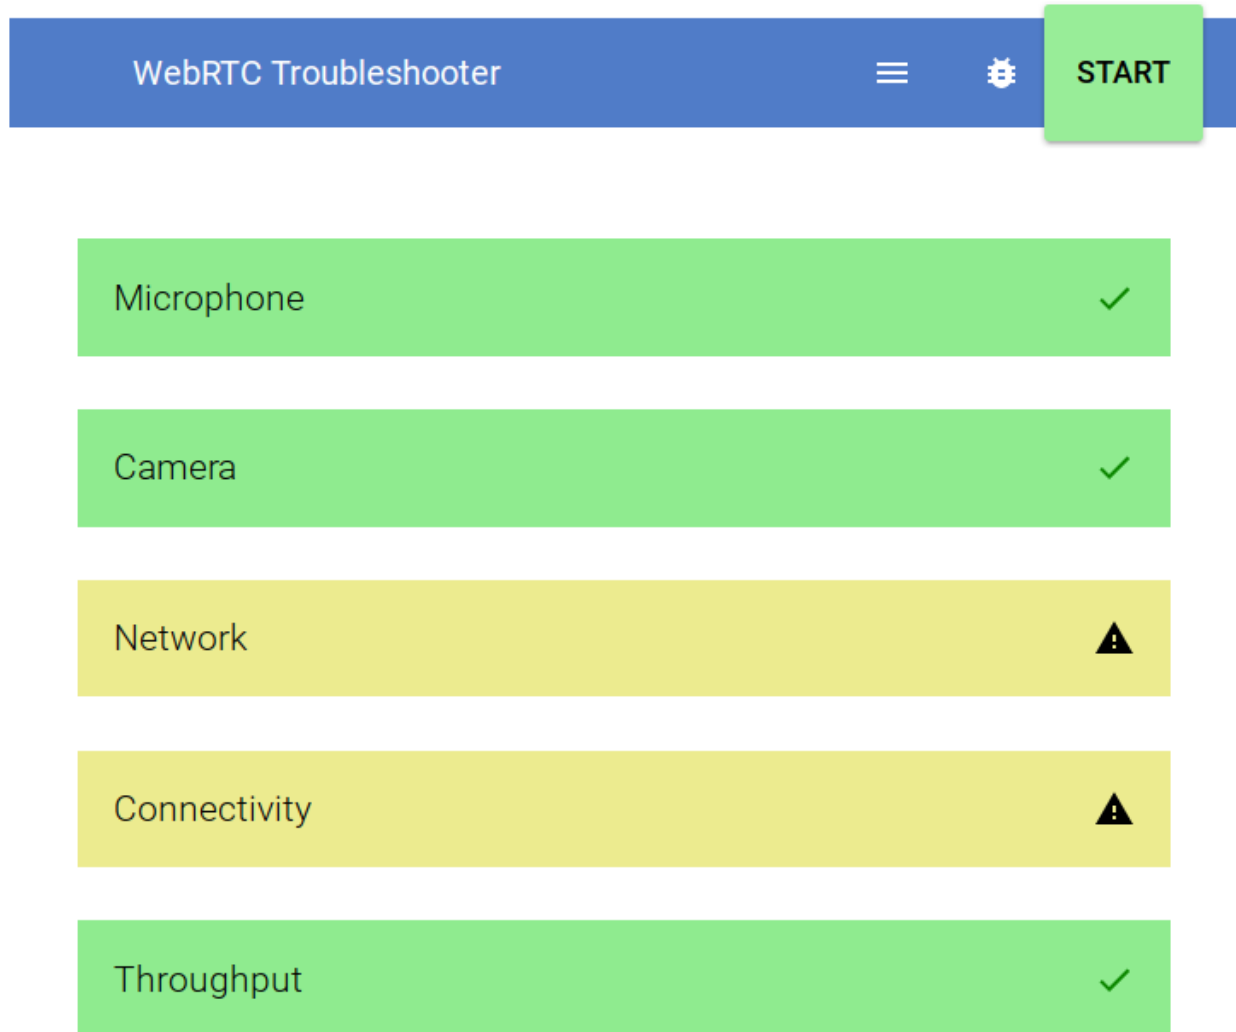 WebRTC Troubleshooter START
Microphone
Camera
Network
Connectivity
Throughput